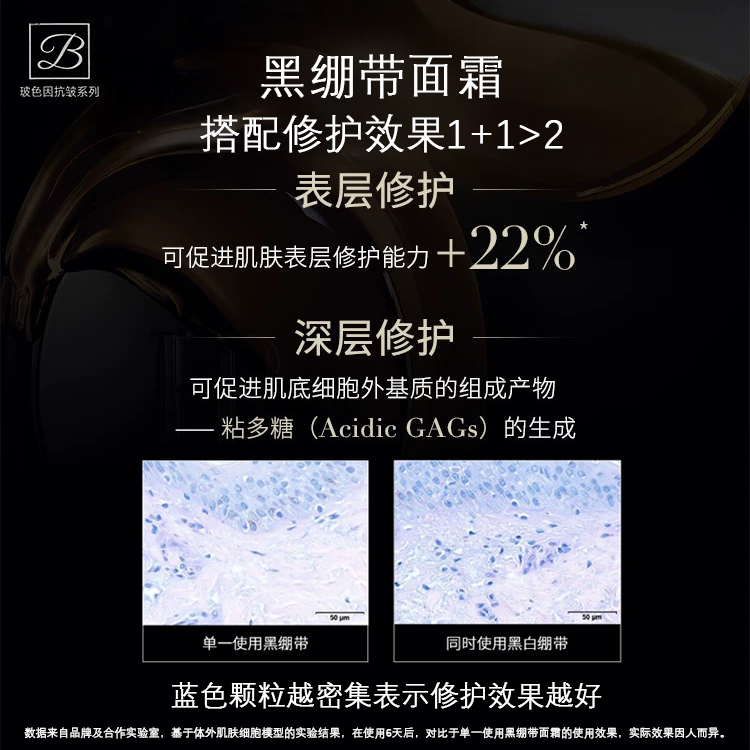 B
玻色因抗皱系列
黑绷带面霜
搭配修护效果1+1>2
表层修护
可促进肌肤表层修护能力+22%*
深层修护
可促进肌底细胞外基质的组成产物
—— 粘多糖（Acidic GAGs）的生成
50 μm
50 μm
单一使用黑绷带
同时使用黑白绷带
蓝色颗粒越密集表示修护效果越好
数据来自品牌及合作实验室，基于体外肌肤细胞模型的实验结果，在使用6天后，对比于单一使用黑绷带面霜的使用效果，实际效果因人而异。